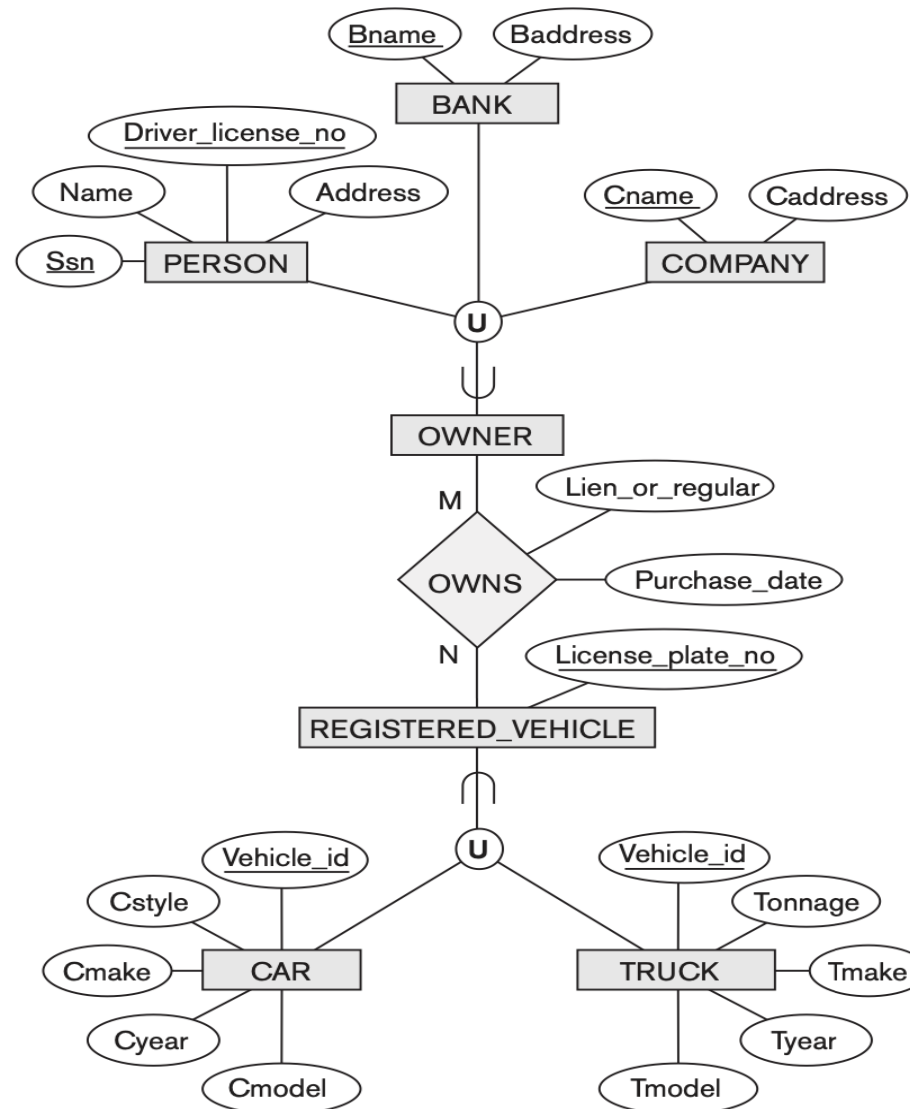 Bname
Baddress
BANK
Driver_license_no
Name
Address
Cname
Caddress
Ssn
PERSON
COMPANY
U
OWNER
M
Lien_or_regular
OWNS
Purchase_date
N
License_plate_no
REGISTERED_VEHICLE
U
Vehicle_id
Vehicle_id
Cstyle
Tonnage
Cmake
CAR
TRUCK
Tmake
Cyear
Tyear
Cmodel
Tmodel